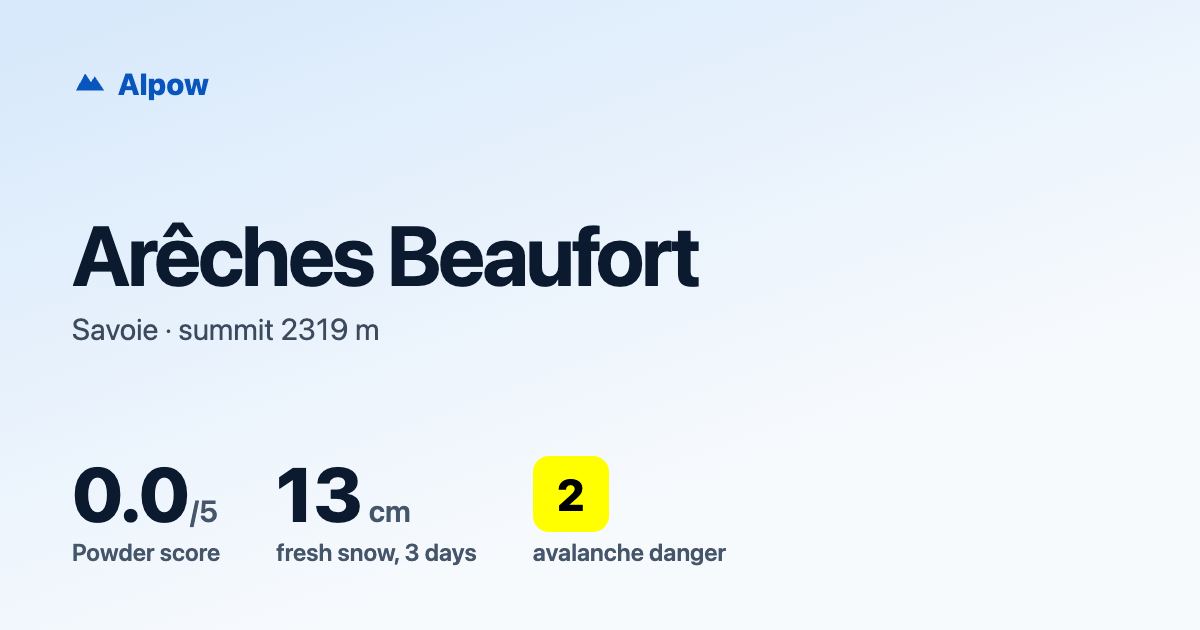 Alpow
Arêches Beaufort
Savoie · summit 2319 m
0.0/5 13 cm 2
Powder score fresh snow, 3 days avalanche danger